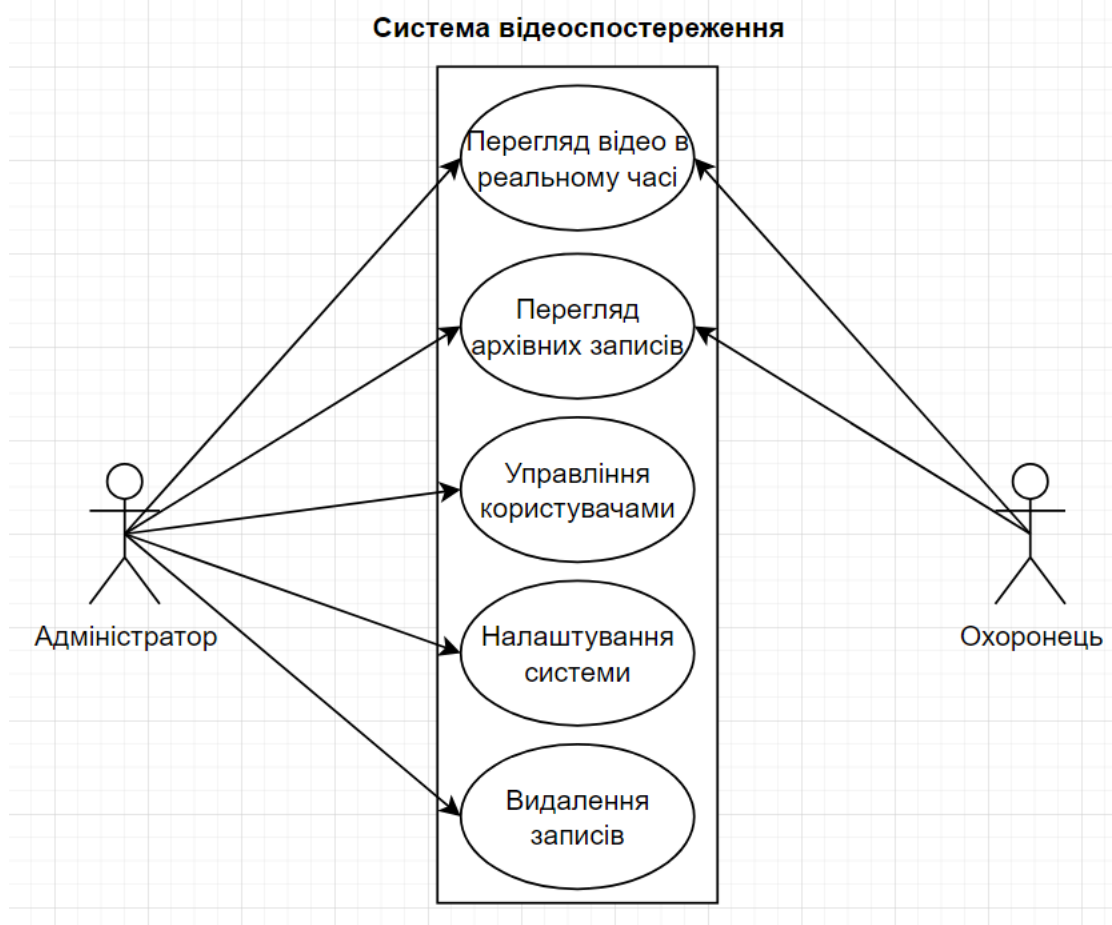 Система відеоспостереження
Перегляд відео в
реальному часі
Перегляд
архівних записів
Управління
користувачами
Адміністратор
Охоронець
Налаштування
системи
Видалення
записів